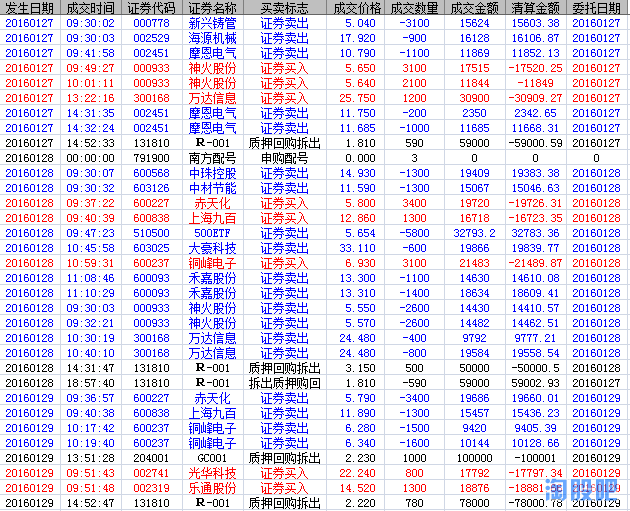 发生日期 成交时间 证券代码 证券名称 买卖标志 成交价格 成交数量 成交金额 清算金额 委托日期
20160127 09:30:02 000778 新兴铸管 证券卖出 5.040 -3100 15624 15603.38 20160127
20160127 09:30:03 002529 海源机械 证券卖出 17.920 -900 16128 16106.87 20160127
20160127 09:41:58 002451 摩恩电气 证券卖出 10.790 -1100 11869 11852.13 20160127
20160127 09:49:27 000933 神火股份 证券买入 5.650 3100 17515 -17520.25 20160127
20160127 10:01:11 000933 神火股份 证券买入 5.640 2100 11844 -11849 20160127
20160127 13:22:16 300168 万达信息 证券买入 25.750 1200 30900 -30909.27 20160127
20160127 14:31:35 002451 摩恩电气 证券卖出 11.750 -200 2350 2342.65 20160127
20160127 14:32:24 002451 摩恩电气 证券卖出 11.685 -1000 11685 11668.31 20160127
20160127 14:52:33 131810 R-001 质押回购拆出 1.810 590 59000 -59000.59 20160127
20160128 00:00:00 791900 南方配号 申购配号 0.000 3 0 0 0
20160128 09:30:07 600568 中珠控股 证券卖出 14.930 -1300 19409 19383.38 20160128
20160128 09:30:32 603126 中材节能 证券卖出 11.590 -1300 15067 15046.63 20160128
20160128 09:37:22 600227 赤天化 证券买入 5.800 3400 19720 -19726.31 20160128
20160128 09:40:39 600838 上海九百 证券买入 12.860 1300 16718 -16723.35 20160128
20160128 09:47:23 510500 500ETF 证券卖出 5.654 -5800 32793.2 32783.36 20160128
20160128 10:45:58 603025 大豪科技 证券卖出 33.110 -600 19866 19839.77 20160128
20160128 10:59:31 600237 铜峰电子 证券买入 6.930 3100 21483 -21489.87 20160128
20160128 11:08:46 600093 禾嘉股份 证券卖出 13.300 -1100 14630 14610.08 20160128
20160128 11:10:29 600093 禾嘉股份 证券卖出 13.310 -1400 18634 18609.41 20160128
20160128 09:30:03 000933 神火股份 证券卖出 5.550 -2600 14430 14410.57 20160128
20160128 09:32:21 000933 神火股份 证券卖出 5.570 -2600 14482 14462.51 20160128
20160128 10:30:19 300168 万达信息 证券卖出 24.480 -400 9792 9777.21 20160128
20160128 10:40:10 300168 万达信息 证券卖出 24.480 -800 19584 19558.54 20160128
20160128 14:31:47 131810 R-001 质押回购拆出 3.150 500 50000 -50000.5 20160128
20160128 18:57:40 131810 R-001 拆出质押购回 1.810 -590 59000 59002.93 20160127
20160129 09:36:57 600227 赤天化 证券卖出 5.790 -3400 19686 19660.01 20160129
20160129 09:40:38 600838 上海九百 证券卖出 11.890 -1300 15457 15436.23 20160129
20160129 10:17:42 600237 铜峰电子 证券卖出 6.280 -1500 9420 9405.39 20160129
20160129 10:19:40 600237 铜峰电子 证券卖出 6.340 -1600 10144 10128.66 20160129
20160129 13:51:28 204001 GC001 质押回购拆出 2.230 1000 100000 -100001 20160129
20160129 09:51:43 002741 光华科技 证券买入 22.240 800 17792 -17797.34 20160129
20160129 09:51:48 002319 乐通股份 证券买入 14.520 1300 18876 20160129
20160129 14:52:47 131810 R-001 质押回购拆出 2.220 780 78000 -78000.78 20160129
淘股吧